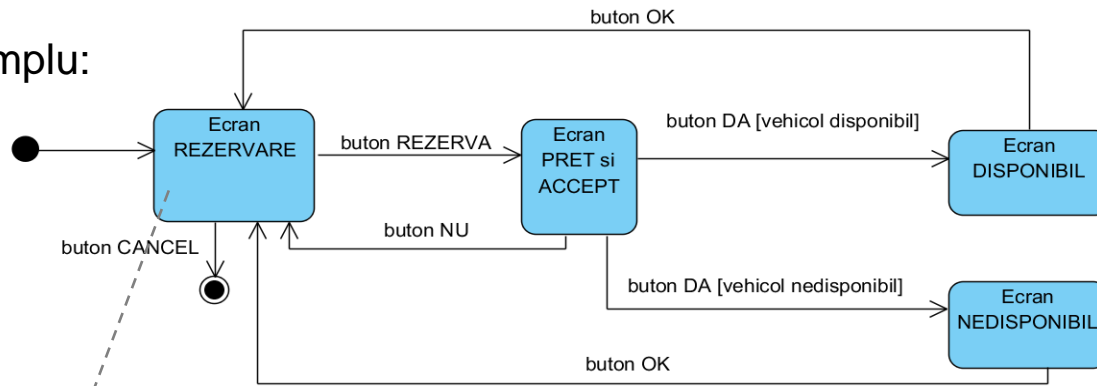 buton OK
mplu:
Ecran
REZERVARE
buton REZERVA
Ecran
PRET si
ACCEPT
buton DA [vehicol disponibil]
Ecran
DISPONIBIL
buton NU
buton CANCEL
buton DA [vehicol nedisponibil]
Ecran
NEDISPONIBIL
buton OK